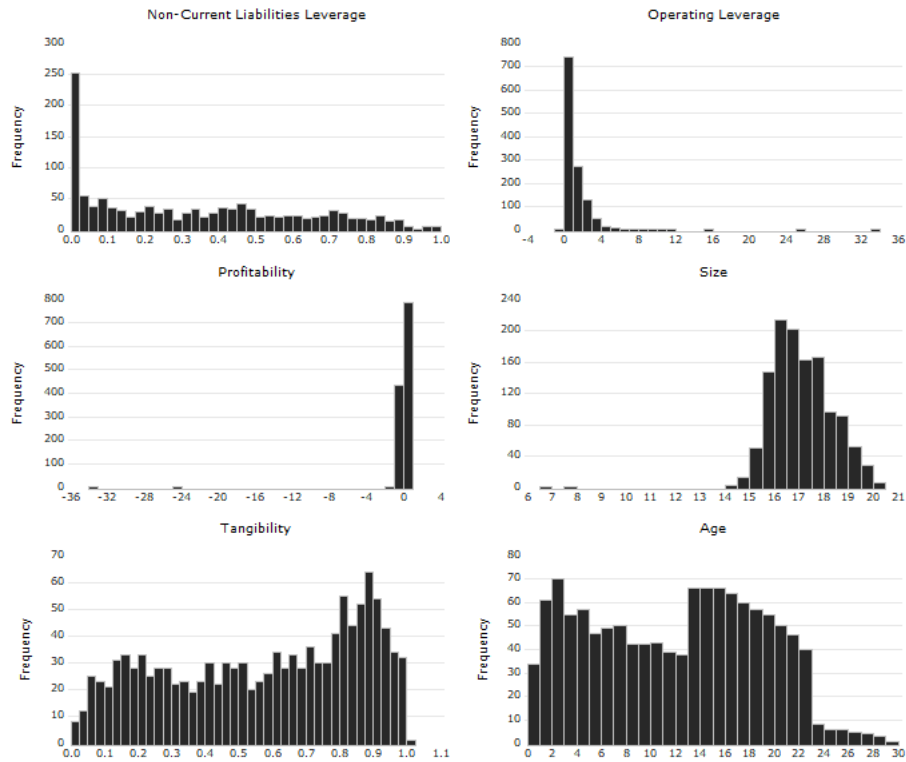 Non-Current Liabilities Leverage
Frequency
300
250
200
150
100
50
0
0.0 0.1 0.2 0.3 0.4 0.5 0.6 0.7 0.8 0.9 1.0
Operating Leverage
Frequency
800
700
600
500
400
300
200
100
0
-4 0 4 8 12 16 20 24 28 32 36
Profitability
Frequency
800
700
600
500
400
300
200
100
0
-36 -32 -28 -24 -20 -16 -12 -8 -4 0 4
Size
Frequency
240
200
160
120
80
40
0
6 7 8 9 10 11 12 13 14 15 16 17 18 19 20 21
Tangibility
Frequency
70
60
50
40
30
20
10
0
0.0 0.1 0.2 0.3 0.4 0.5 0.6 0.7 0.8 0.9 1.0 1.1
Age
Frequency
80
70
60
50
40
30
20
10
0
0 2 4 6 8 10 12 14 16 18 20 22 24 26 28 30